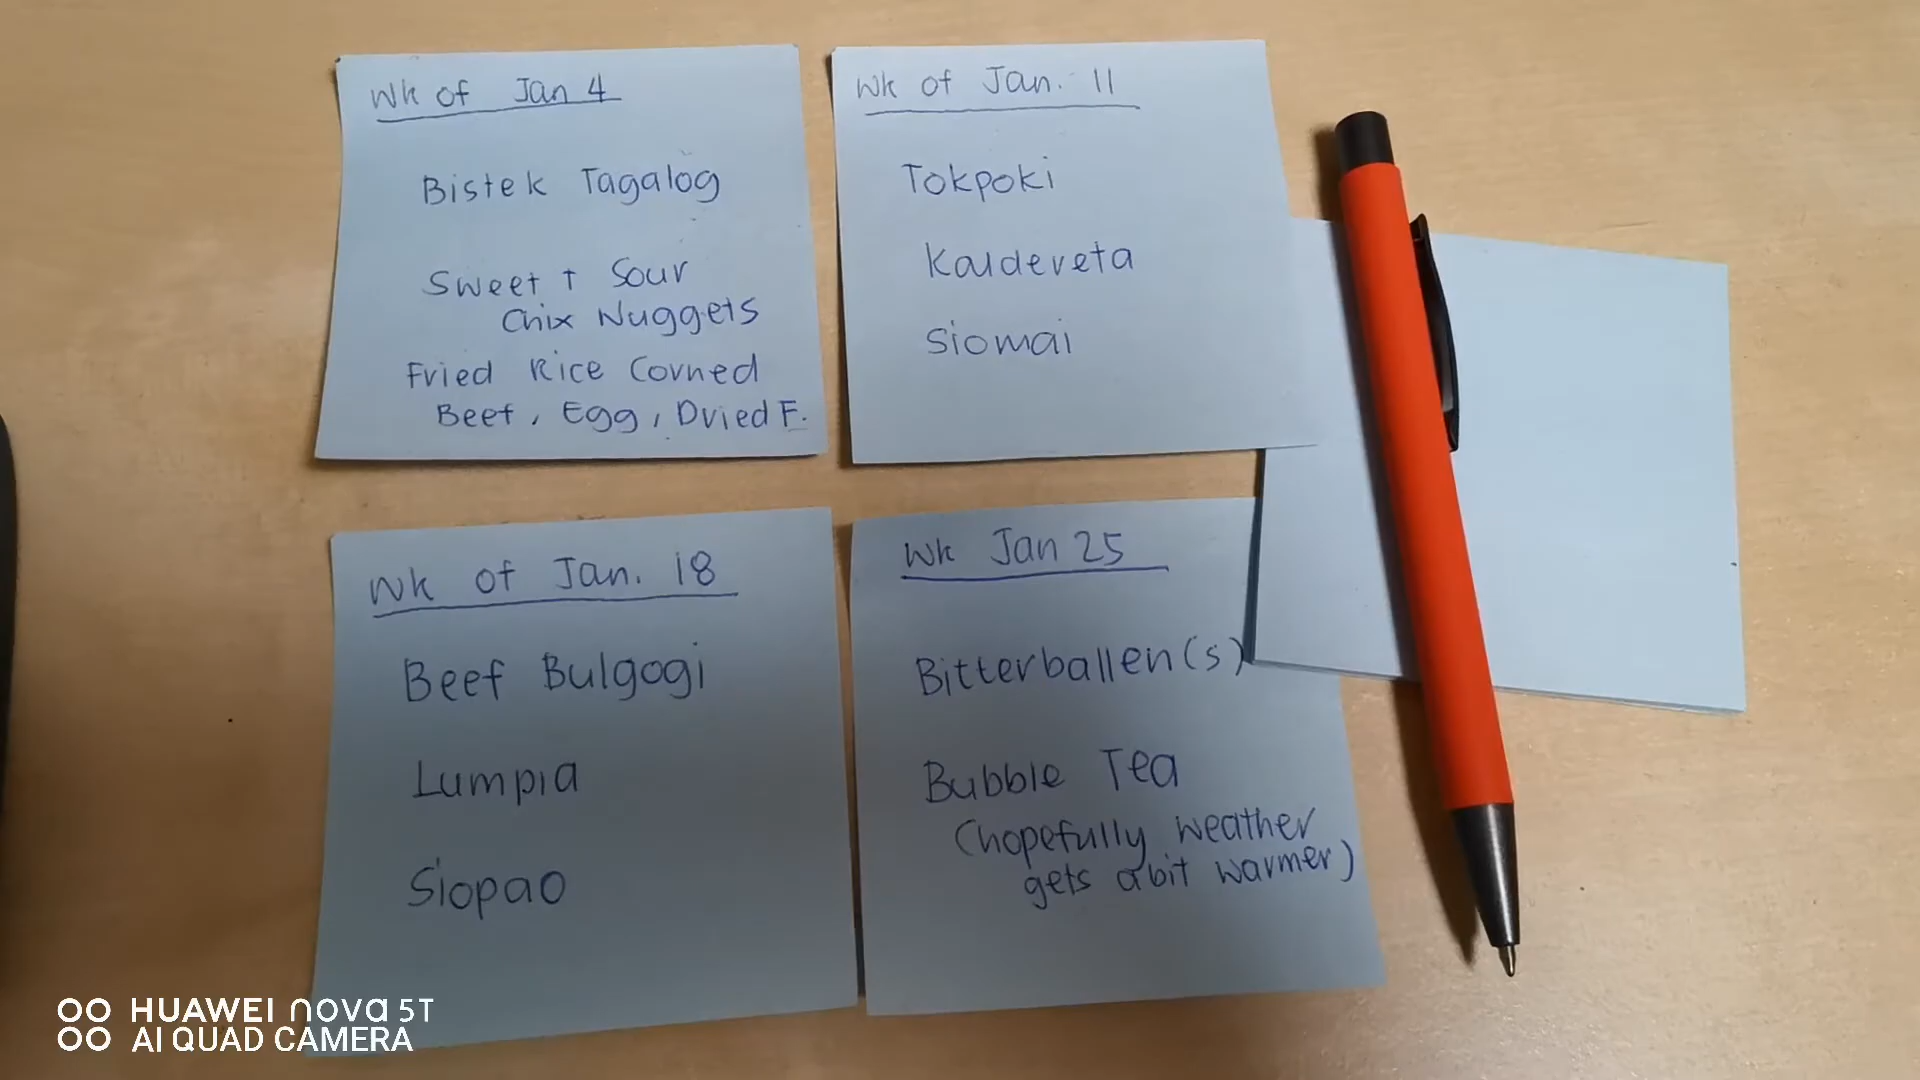 Wk of Jan 4
Bistek Tagalog
Sweet + Sour
Chix Nuggets
Fried Rice Corned
Beef, Egg, Dried F.
Wk of Jan. 11
Tokpoki
Kaldereta
Siomai
Wk of Jan. 18
Beef Bulgogi
Lumpia
Siopao
Wk Jan 25
Bitterballen(s)
Bubble Tea
(hopefully weather
gets abit warmer)
HUAWEI nova 5T
AI QUAD CAMERA